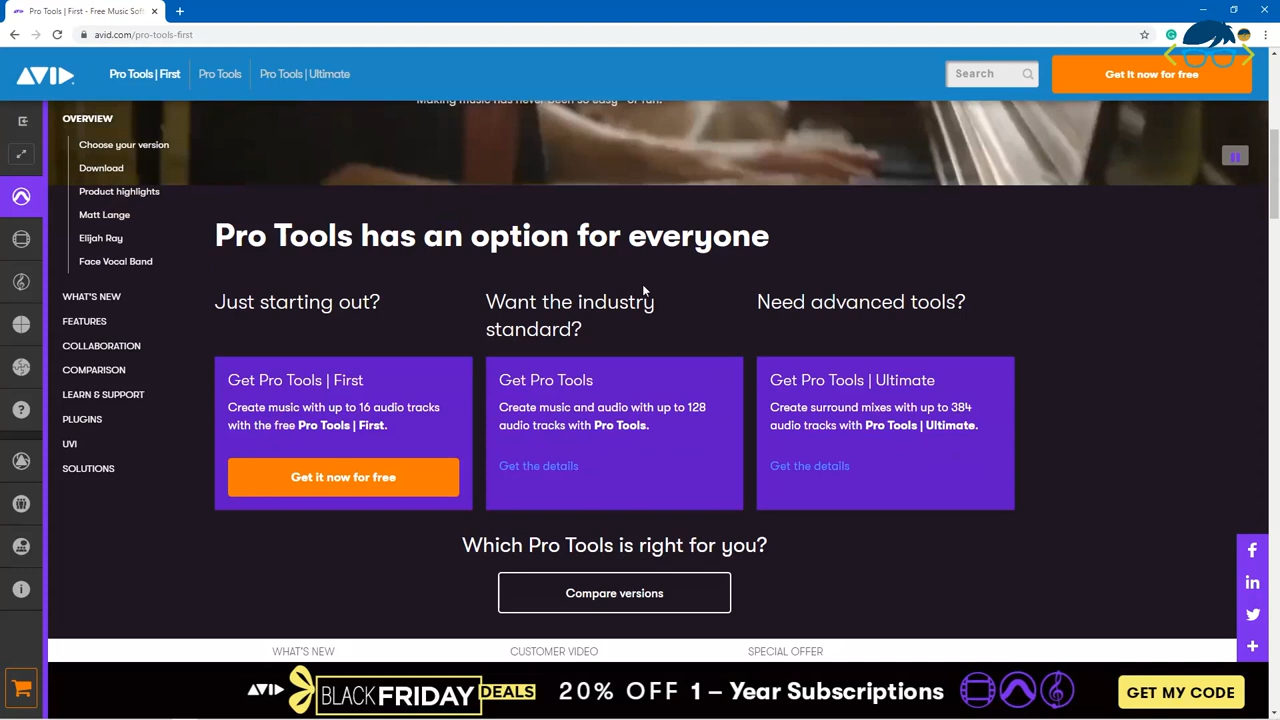 Pro Tools | First - Free Music Soft
avid.com/pro-tools-first
AVID
Pro Tools | First
Pro Tools
Pro Tools | Ultimate
Search
Get it now for free
Making music has never been so easy—or fun.
OVERVIEW
Choose your version
Download
Product highlights
Matt Lange
Elijah Ray
Face Vocal Band
WHAT'S NEW
FEATURES
COLLABORATION
COMPARISON
LEARN & SUPPORT
PLUGINS
UVI
SOLUTIONS
Pro Tools has an option for everyone
Just starting out?
Want the industry
standard?
Need advanced tools?
Get Pro Tools | First
Create music with up to 16 audio tracks
with the free Pro Tools | First.
Get it now for free
Get Pro Tools
Create music and audio with up to 128
audio tracks with Pro Tools.
Get the details
Get Pro Tools | Ultimate
Create surround mixes with up to 384
audio tracks with Pro Tools | Ultimate.
Get the details
Which Pro Tools is right for you?
Compare versions
WHAT'S NEW
CUSTOMER VIDEO
SPECIAL OFFER
AVID BLACK FRIDAY DEALS 20% OFF 1 – Year Subscriptions
GET MY CODE